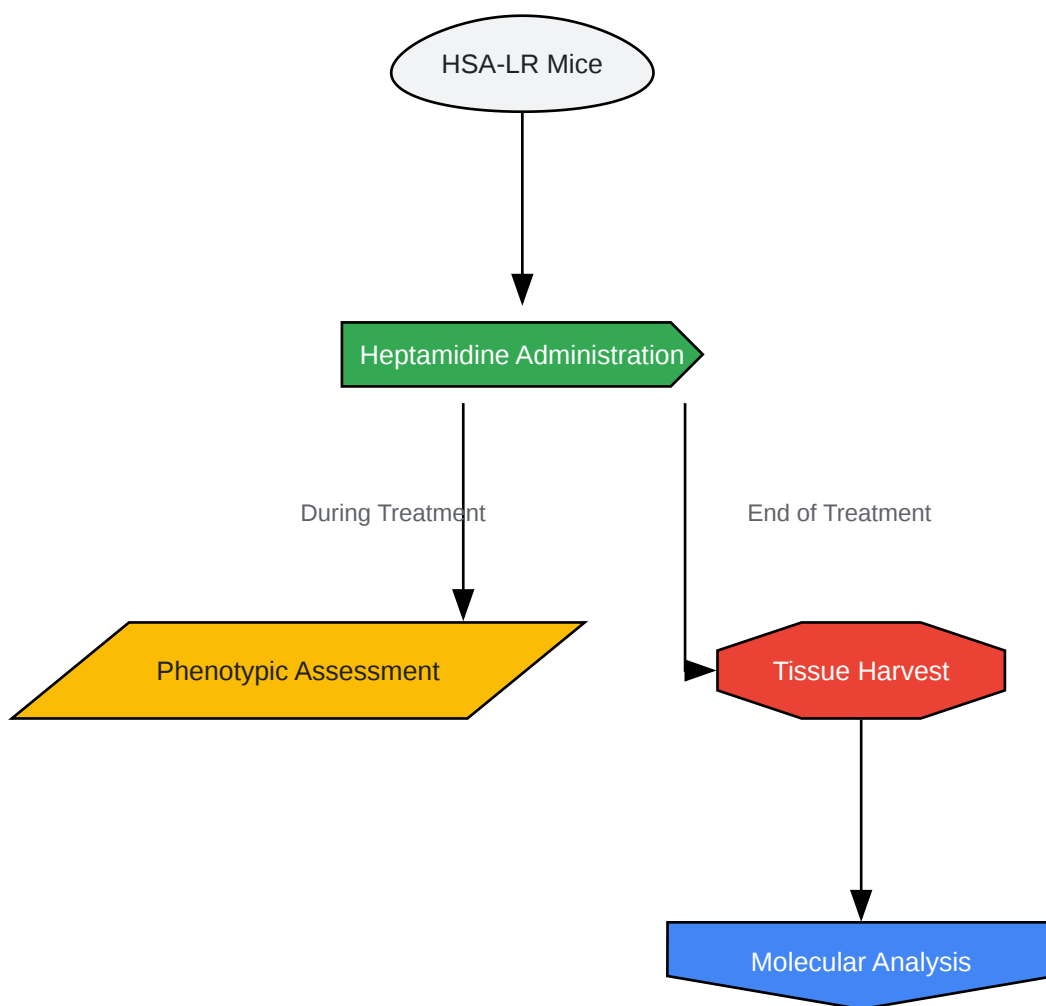 HSA-LR Mice
Heptamidine Administration
During Treatment
End of Treatment
Phenotypic Assessment
Tissue Harvest
Molecular Analysis